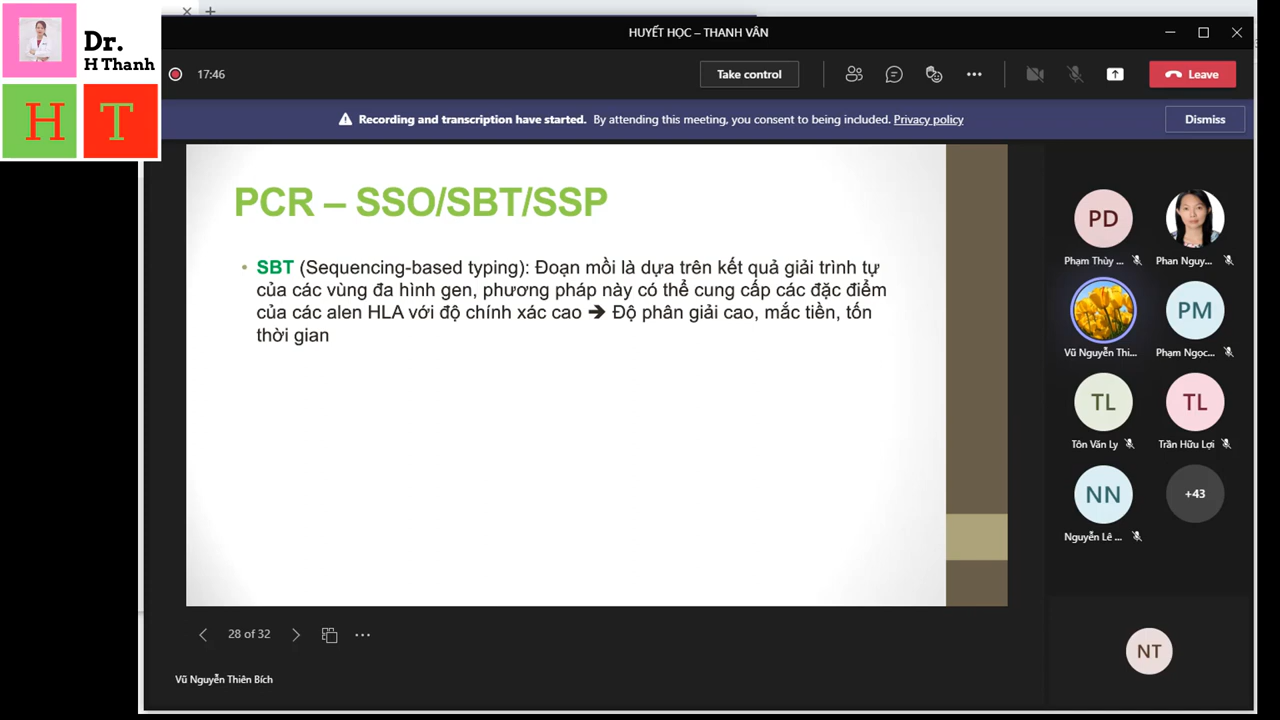 Dr.
H Thanh
H T
HUYẾT HỌC – THANH VÂN
17:46
Take control
Leave
Recording and transcription have started. By attending this meeting, you consent to being included. Privacy policy
Dismiss
PCR – SSO/SBT/SSP
• SBT (Sequencing-based typing): Đoạn mồi là dựa trên kết quả giải trình tự
của các vùng đa hình gen, phương pháp này có thể cung cấp các đặc điểm
của các alen HLA với độ chính xác cao ➔ Độ phân giải cao, mắc tiền, tốn
thời gian
PD
Phạm Thùy ...
Phan Nguy...
Vũ Nguyễn Thi...
PM
Phạm Ngọc...
TL
Tôn Văn Ly
TL
Trần Hữu Lợi
NN
Nguyễn Lê ...
+43
28 of 32
NT
Vũ Nguyễn Thiên Bích